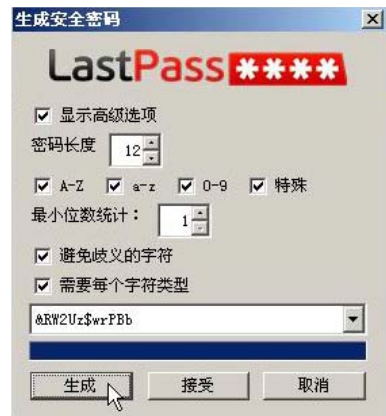 生成安全密码
LastPass ****
显示高级选项
密码长度 12
A-Z a-z 0-9 特殊
最小位数统计： 1
避免歧义的字符
需要每个字符类型
&RW2Uz$wrPBb
生成 接受 取消